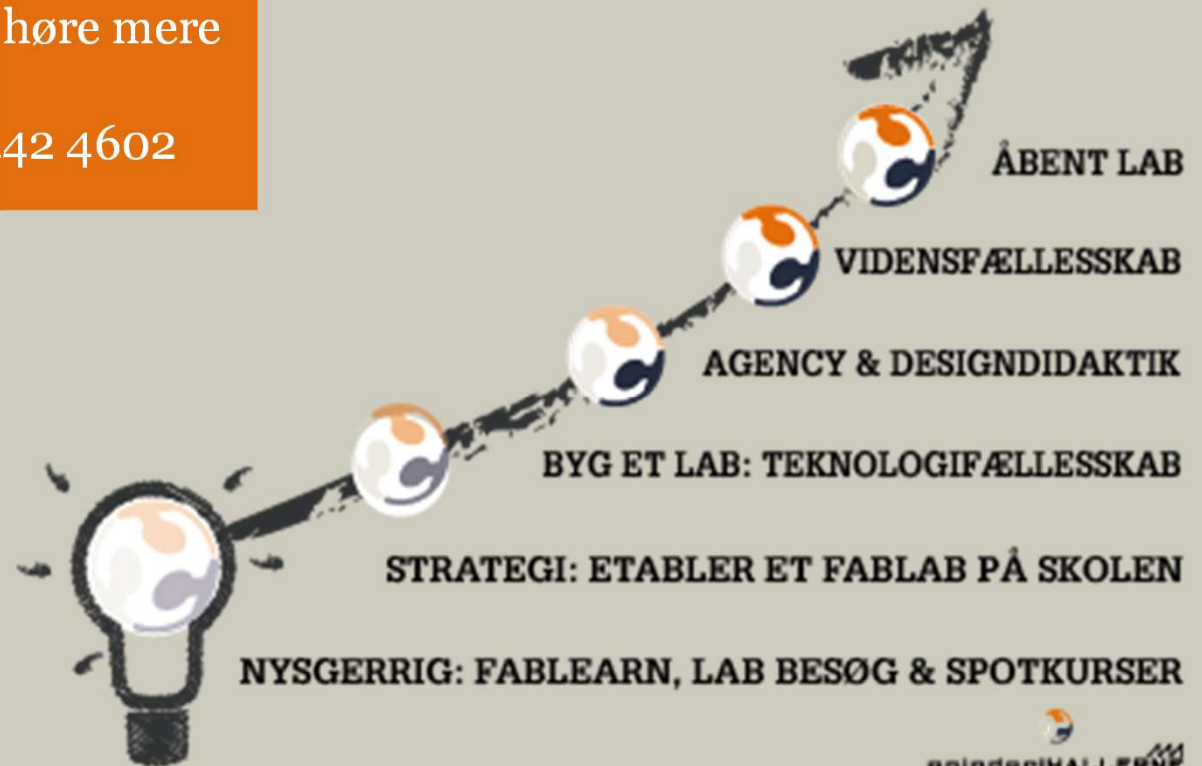 høre mere
42 4602
ÅBENT LAB
VIDENSFÆLLESSKAB
AGENCY & DESIGNDIDAKTIK
BYG ET LAB: TEKNOLOGIFÆLLESSKAB
STRATEGI: ETABLER ET FABLAB PÅ SKOLEN
NYSGERRIG: FABLEARN, LAB BESØG & SPOTKURSER